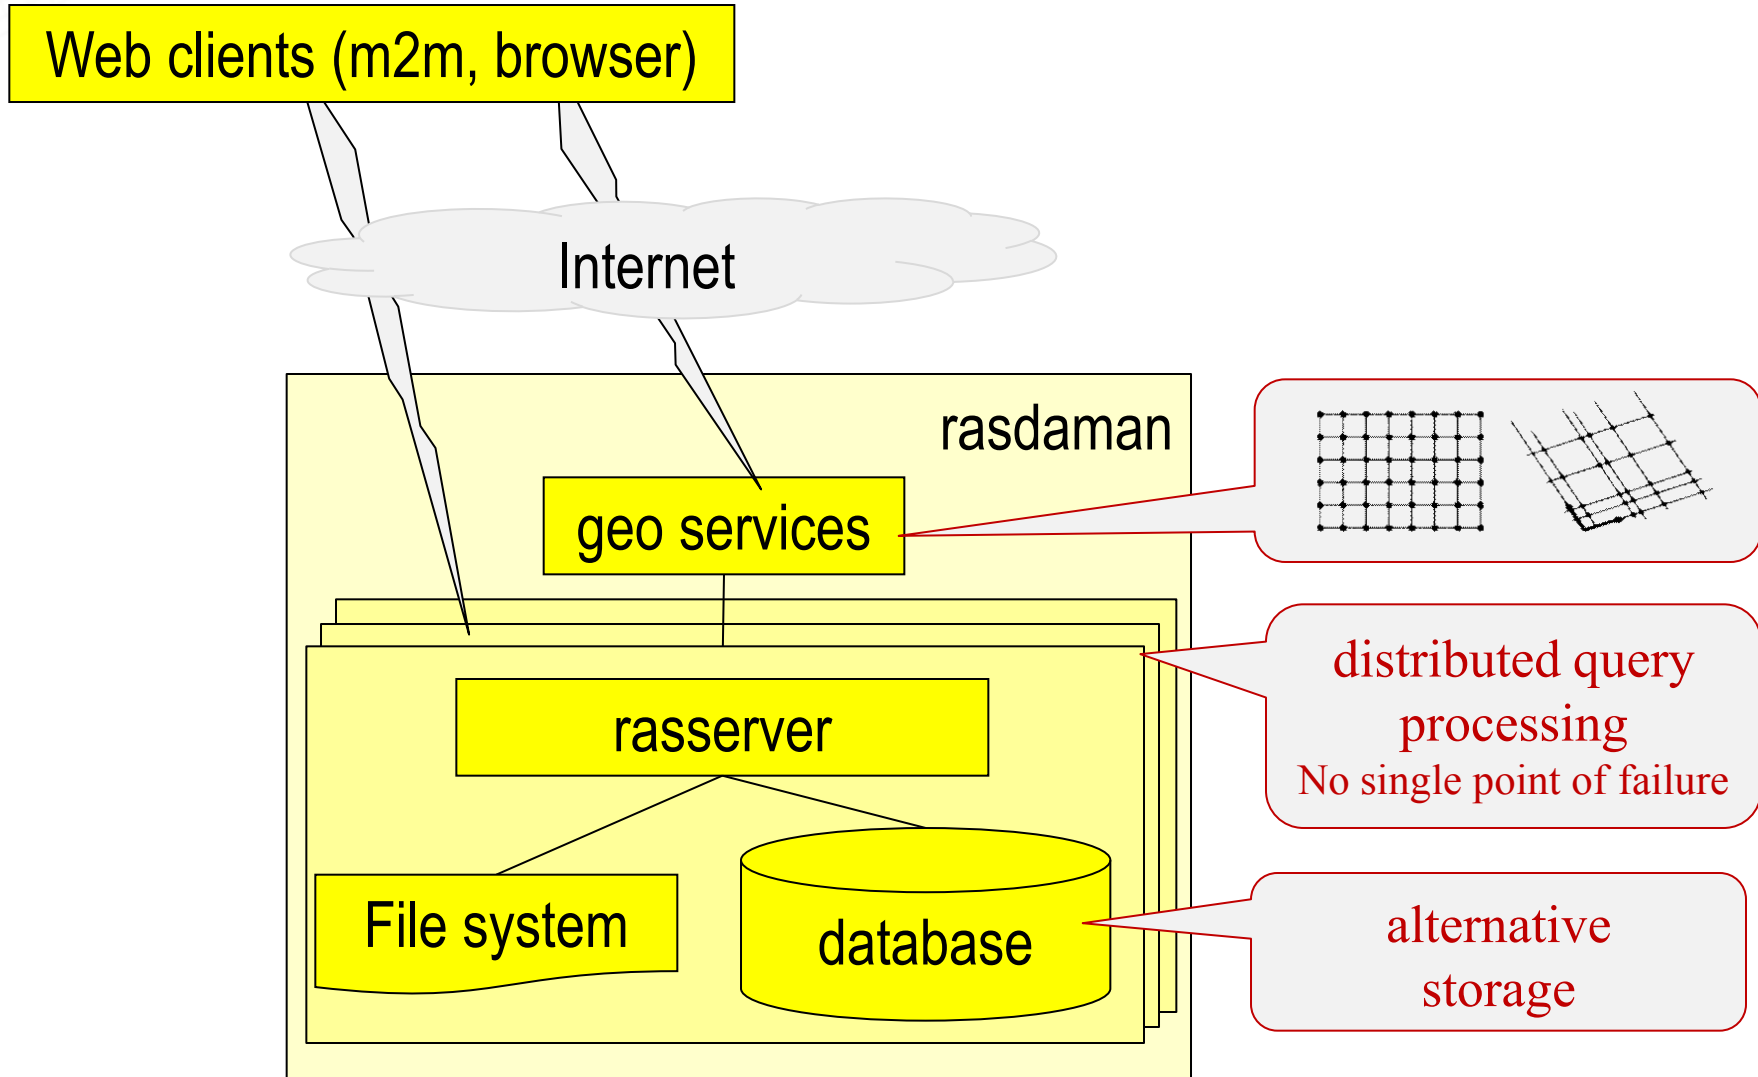 Web clients (m2m, browser)
Internet
rasdaman
geo services
distributed query
processing
No single point of failure
rasserver
File system
database
alternative
storage